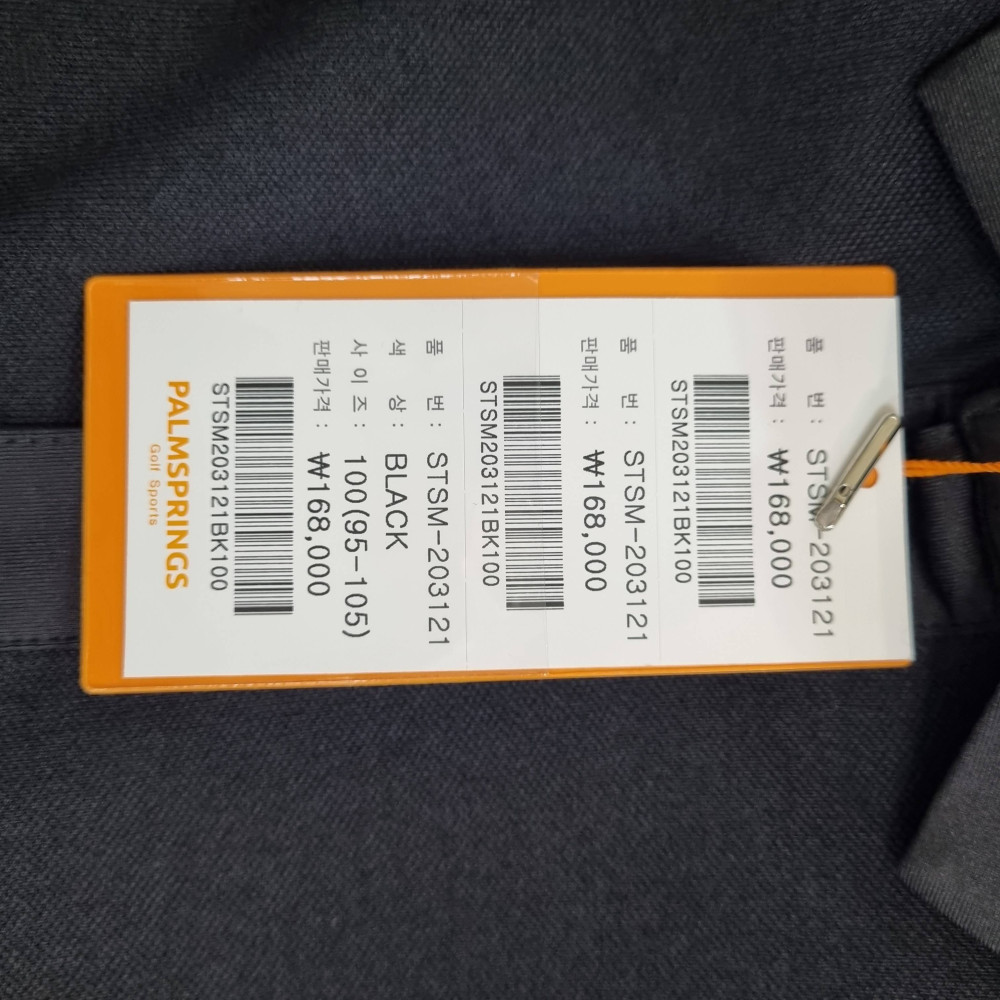 품 번 : STSM-203121
판매가격 : ₩168,000
STSM203121BK100
품 번 : STSM-203121
판매가격 : ₩168,000
STSM203121BK100
품 번 : STSM-203121
색 상 : BLACK
사 이 즈 : 100(95-105)
판매가격 : ₩168,000
STSM203121BK100
PALMSPRINGS
Golf Sports